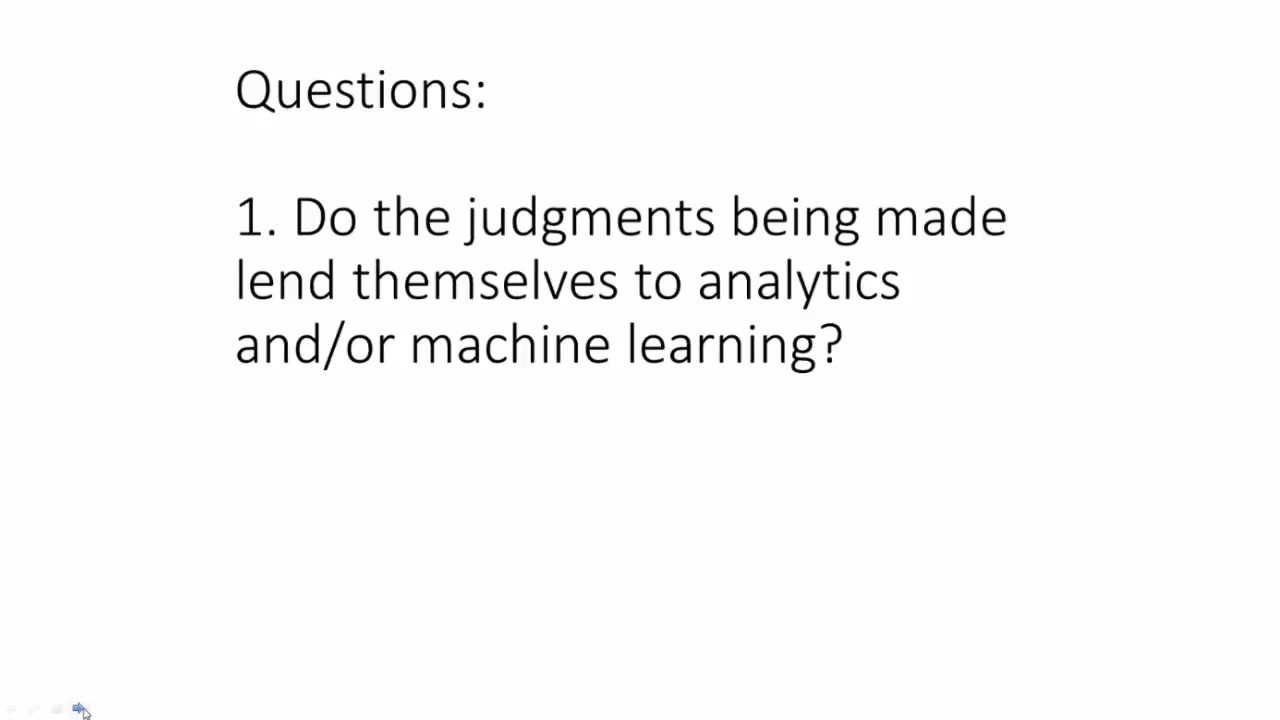 Questions:
1. Do the judgments being made
lend themselves to analytics
and/or machine learning?